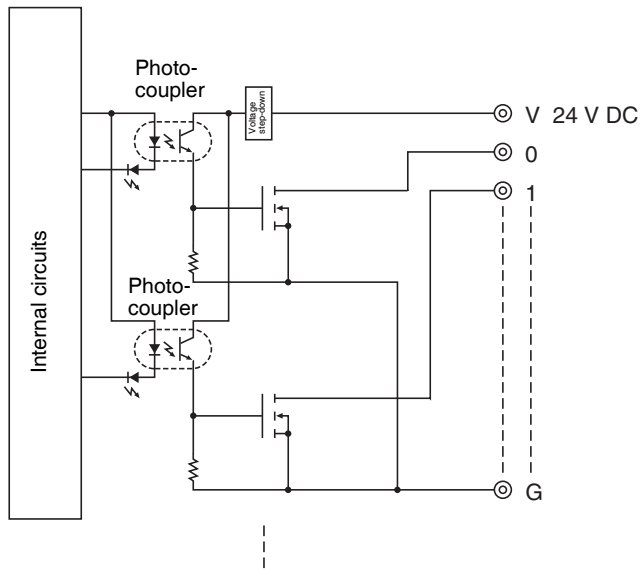 Photo-
coupler
Voltage
step-down
V 24 V DC
0
1
Internal circuits
Photo-
coupler
G